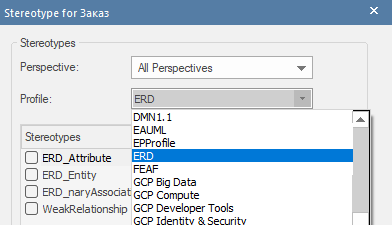 Stereotype for Заказ
Stereotypes
Perspective:
All Perspectives
Profile:
ERD
DMN1.1
EAUML
EPProfile
ERD
FEAF
GCP Big Data
GCP Compute
GCP Developer Tools
GCP Identity & Security
Stereotypes
ERD_Attribute
ERD_Entity
ERD_naryAssociat
WeakRelationship